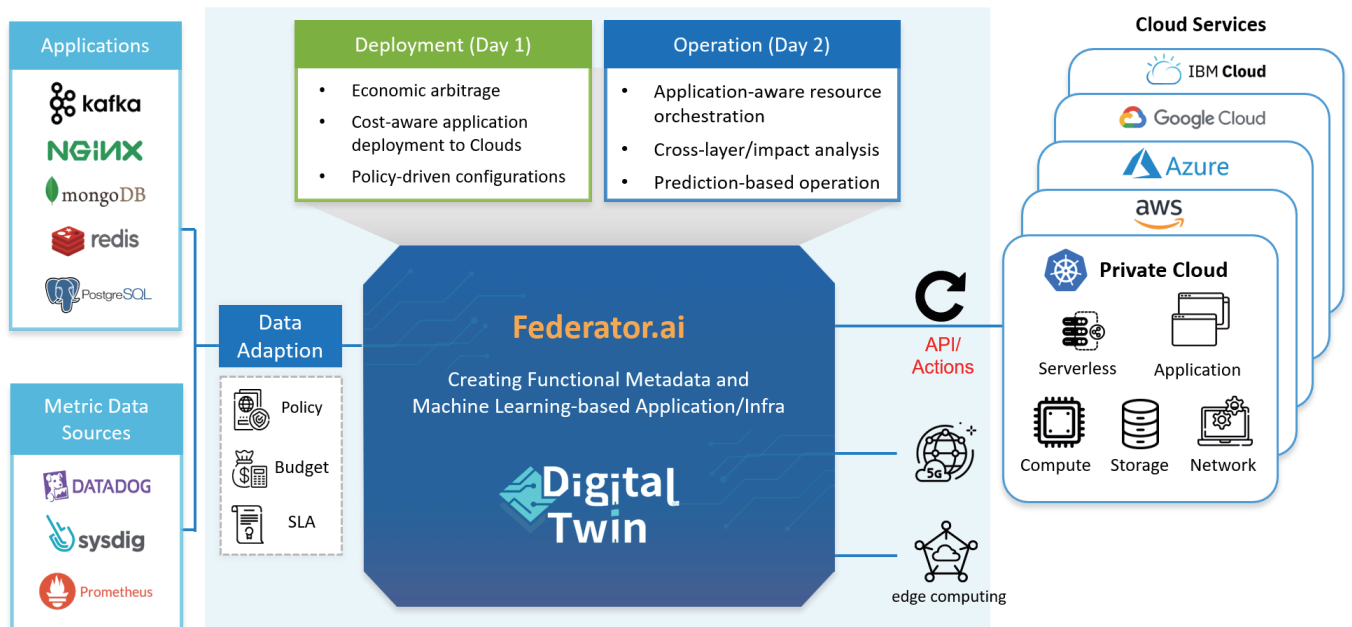 Applications
kafka
NGINX
mongoDB
redis
PostgreSQL
Metric Data
Sources
DATADOG
sysdig
Prometheus
Deployment (Day 1)
• Economic arbitrage
• Cost-aware application
deployment to Clouds
• Policy-driven configurations
Operation (Day 2)
• Application-aware resource
orchestration
• Cross-layer/impact analysis
• Prediction-based operation
Data
Adaption
Policy
Budget
SLA
Federator.ai
Creating Functional Metadata and
Machine Learning-based Application/Infra
Digital
Twin
API/
Actions
5G
edge computing
Cloud Services
IBM Cloud
Google Cloud
Azure
aws
Private Cloud
Serverless
Application
Compute
Storage
Network